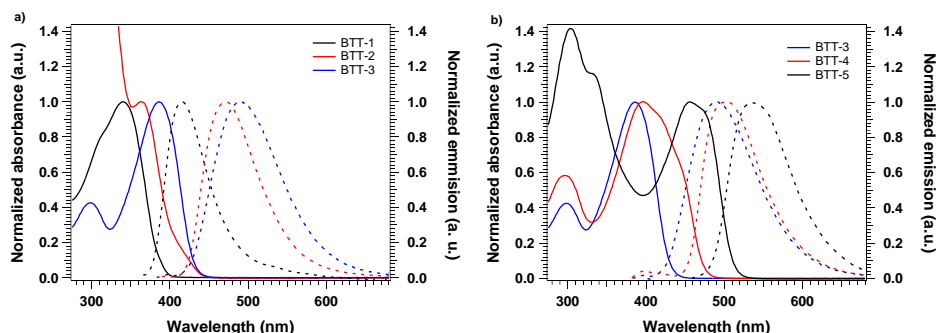 a)
Normalized absorbance (a.u.)
1.4
1.2
1.0
0.8
0.6
0.4
0.2
0.0
300
400
500
600
Wavelength (nm)
BTT-1
BTT-2
BTT-3
1.4
1.2
1.0
0.8
0.6
0.4
0.2
0.0
Normalized emmision (a. u.)
b)
Normalized absorbance (a.u.)
1.4
1.2
1.0
0.8
0.6
0.4
0.2
0.0
300
400
500
600
Wavelength (nm)
BTT-3
BTT-4
BTT-5
1.4
1.2
1.0
0.8
0.6
0.4
0.2
0.0
Normalized emission (a.u.)